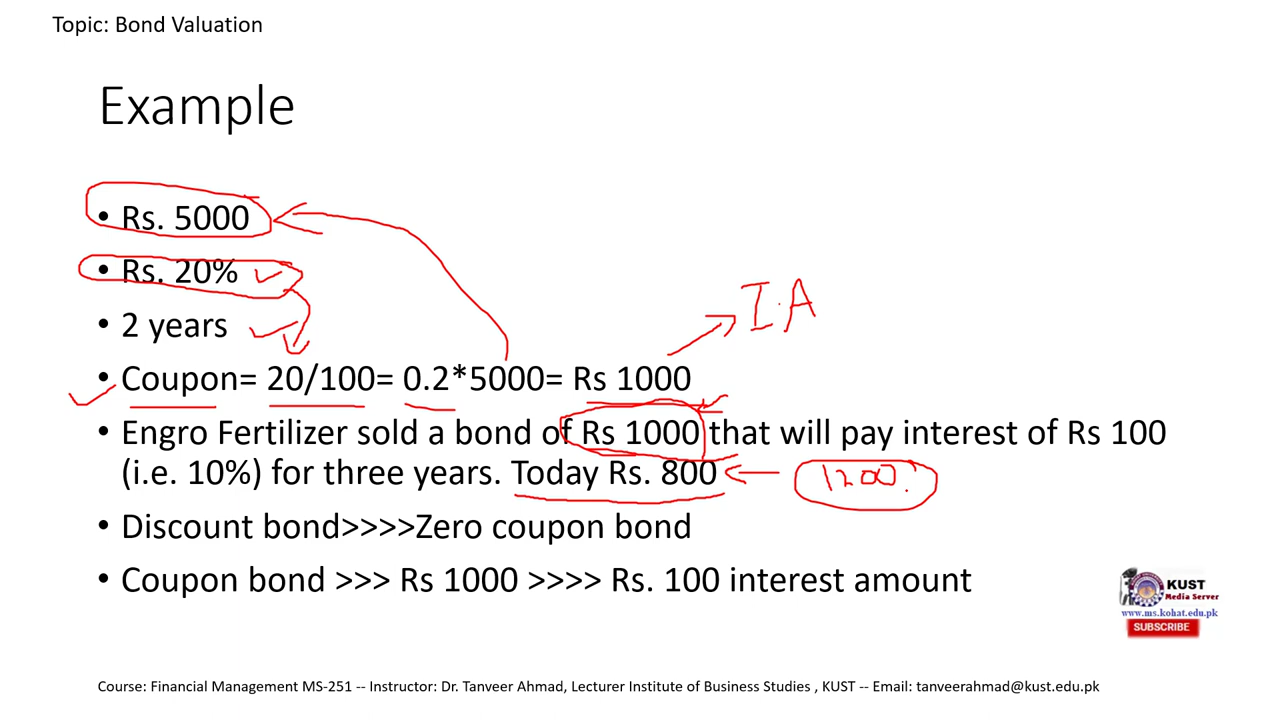 Topic: Bond Valuation
Example
• Rs. 5000
• Rs. 20%
• 2 years
I.A
• Coupon= 20/100= 0.2*5000= Rs 1000
• Engro Fertilizer sold a bond of Rs 1000 that will pay interest of Rs 100
(i.e. 10%) for three years. Today Rs. 800
1200
• Discount bond>>>>Zero coupon bond
• Coupon bond >>> Rs 1000 >>>> Rs. 100 interest amount
KUST
Media Server
www.ms.kohat.edu.pk
SUBSCRIBE
Course: Financial Management MS-251 -- Instructor: Dr. Tanveer Ahmad, Lecturer Institute of Business Studies , KUST -- Email: tanveerahmad@kust.edu.pk